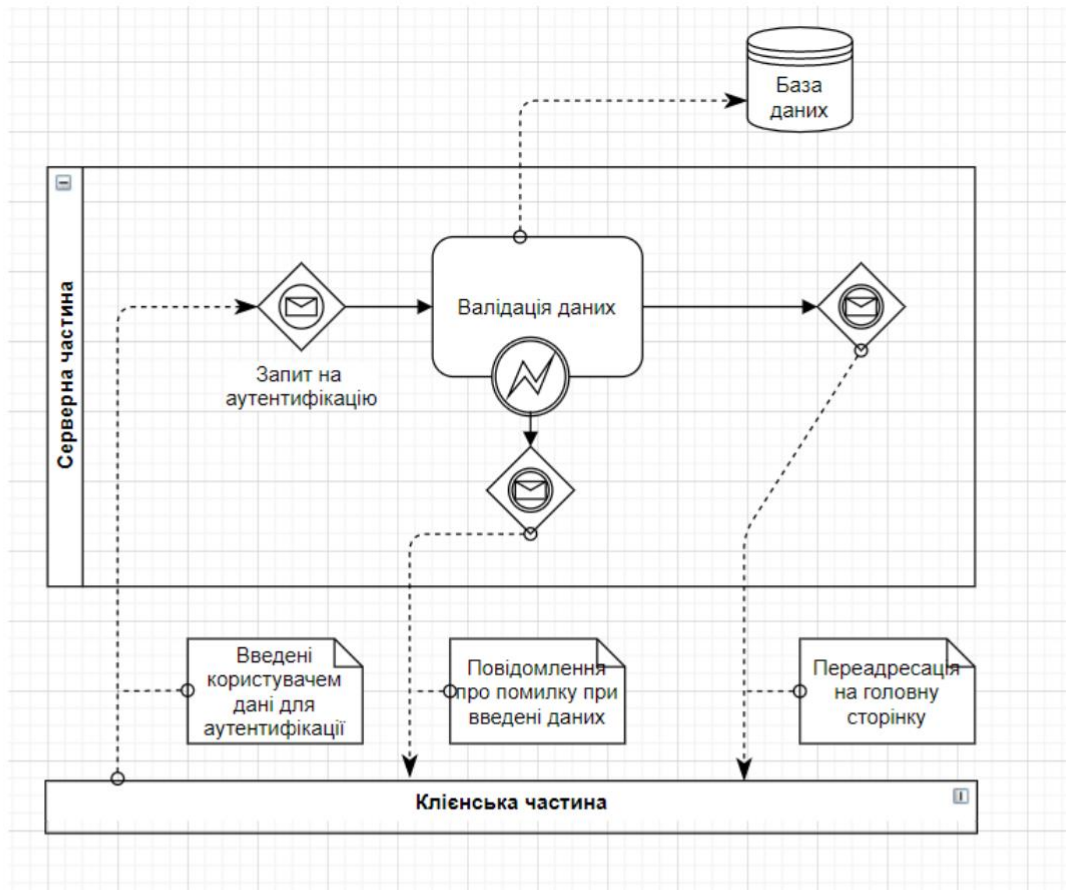 База
даних
Серверна частина
Валідація даних
Запит на
аутентифікацію
Введені
користувачем
дані для
аутентифікації
Повідомлення
про помилку при
введені даних
Переадресація
на головну
сторінку
Клієнська частина